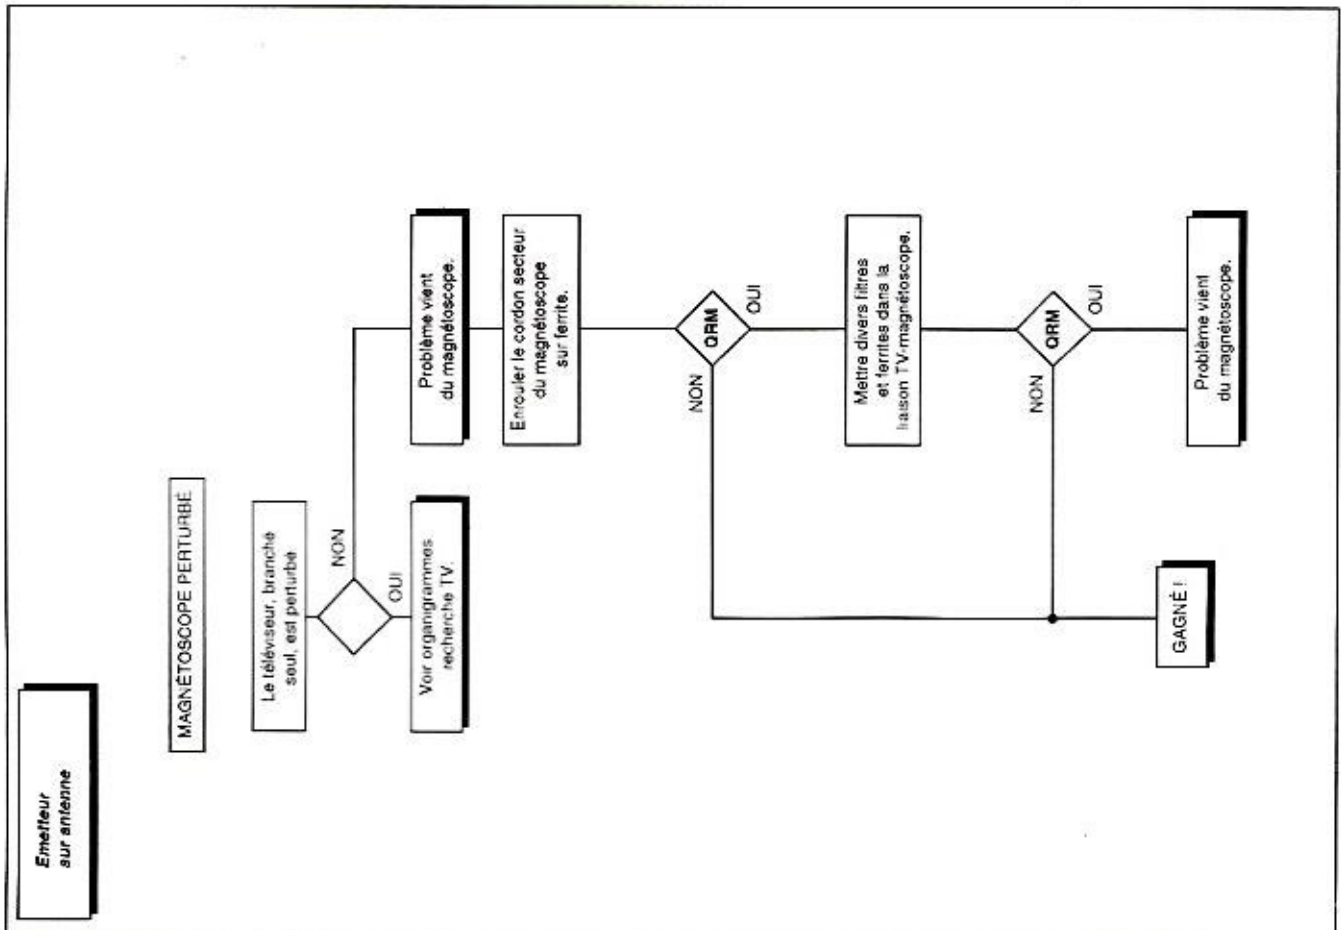 Emetteur
sur antenne
MAGNÉTOSCOPE PERTURBÉ
Le téléviseur, branché
seul, est perturbé
NON
OUI
Voir organigrammes
recherche TV.
Problème vient
du magnétoscope.
Enrouler le cordon secteur
du magnétoscope
sur ferrite.
QRM
NON
OUI
Mettre divers filtres
et ferrites dans la
liaison TV-magnétoscope.
QRM
NON
OUI
Problème vient
du magnétoscope.
GAGNÉ !